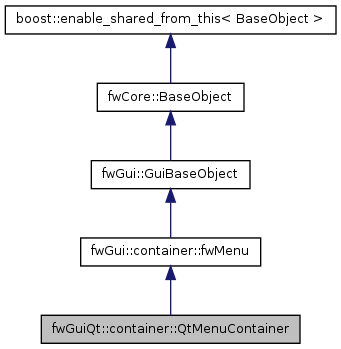 boost::enable_shared_from_this< BaseObject >
fwCore::BaseObject
fwGui::GuiBaseObject
fwGui::container::fwMenu
fwGuiQt::container::QtMenuContainer